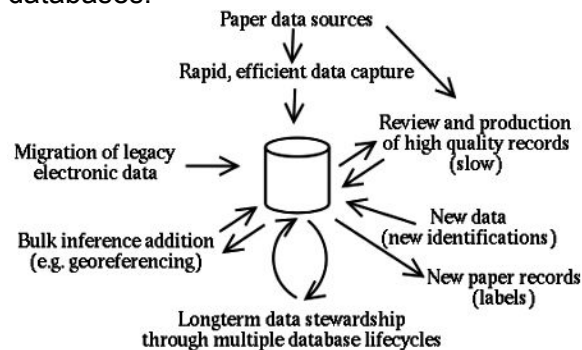 databases.
Paper data sources
Rapid, efficient data capture
Review and production
of high quality records
(slow)
Migration of legacy
electronic data
New data
(new identifications)
Bulk inference addition
(e.g. georeferencing)
New paper records
(labels)
Longterm data stewardship
through multiple database lifecycles